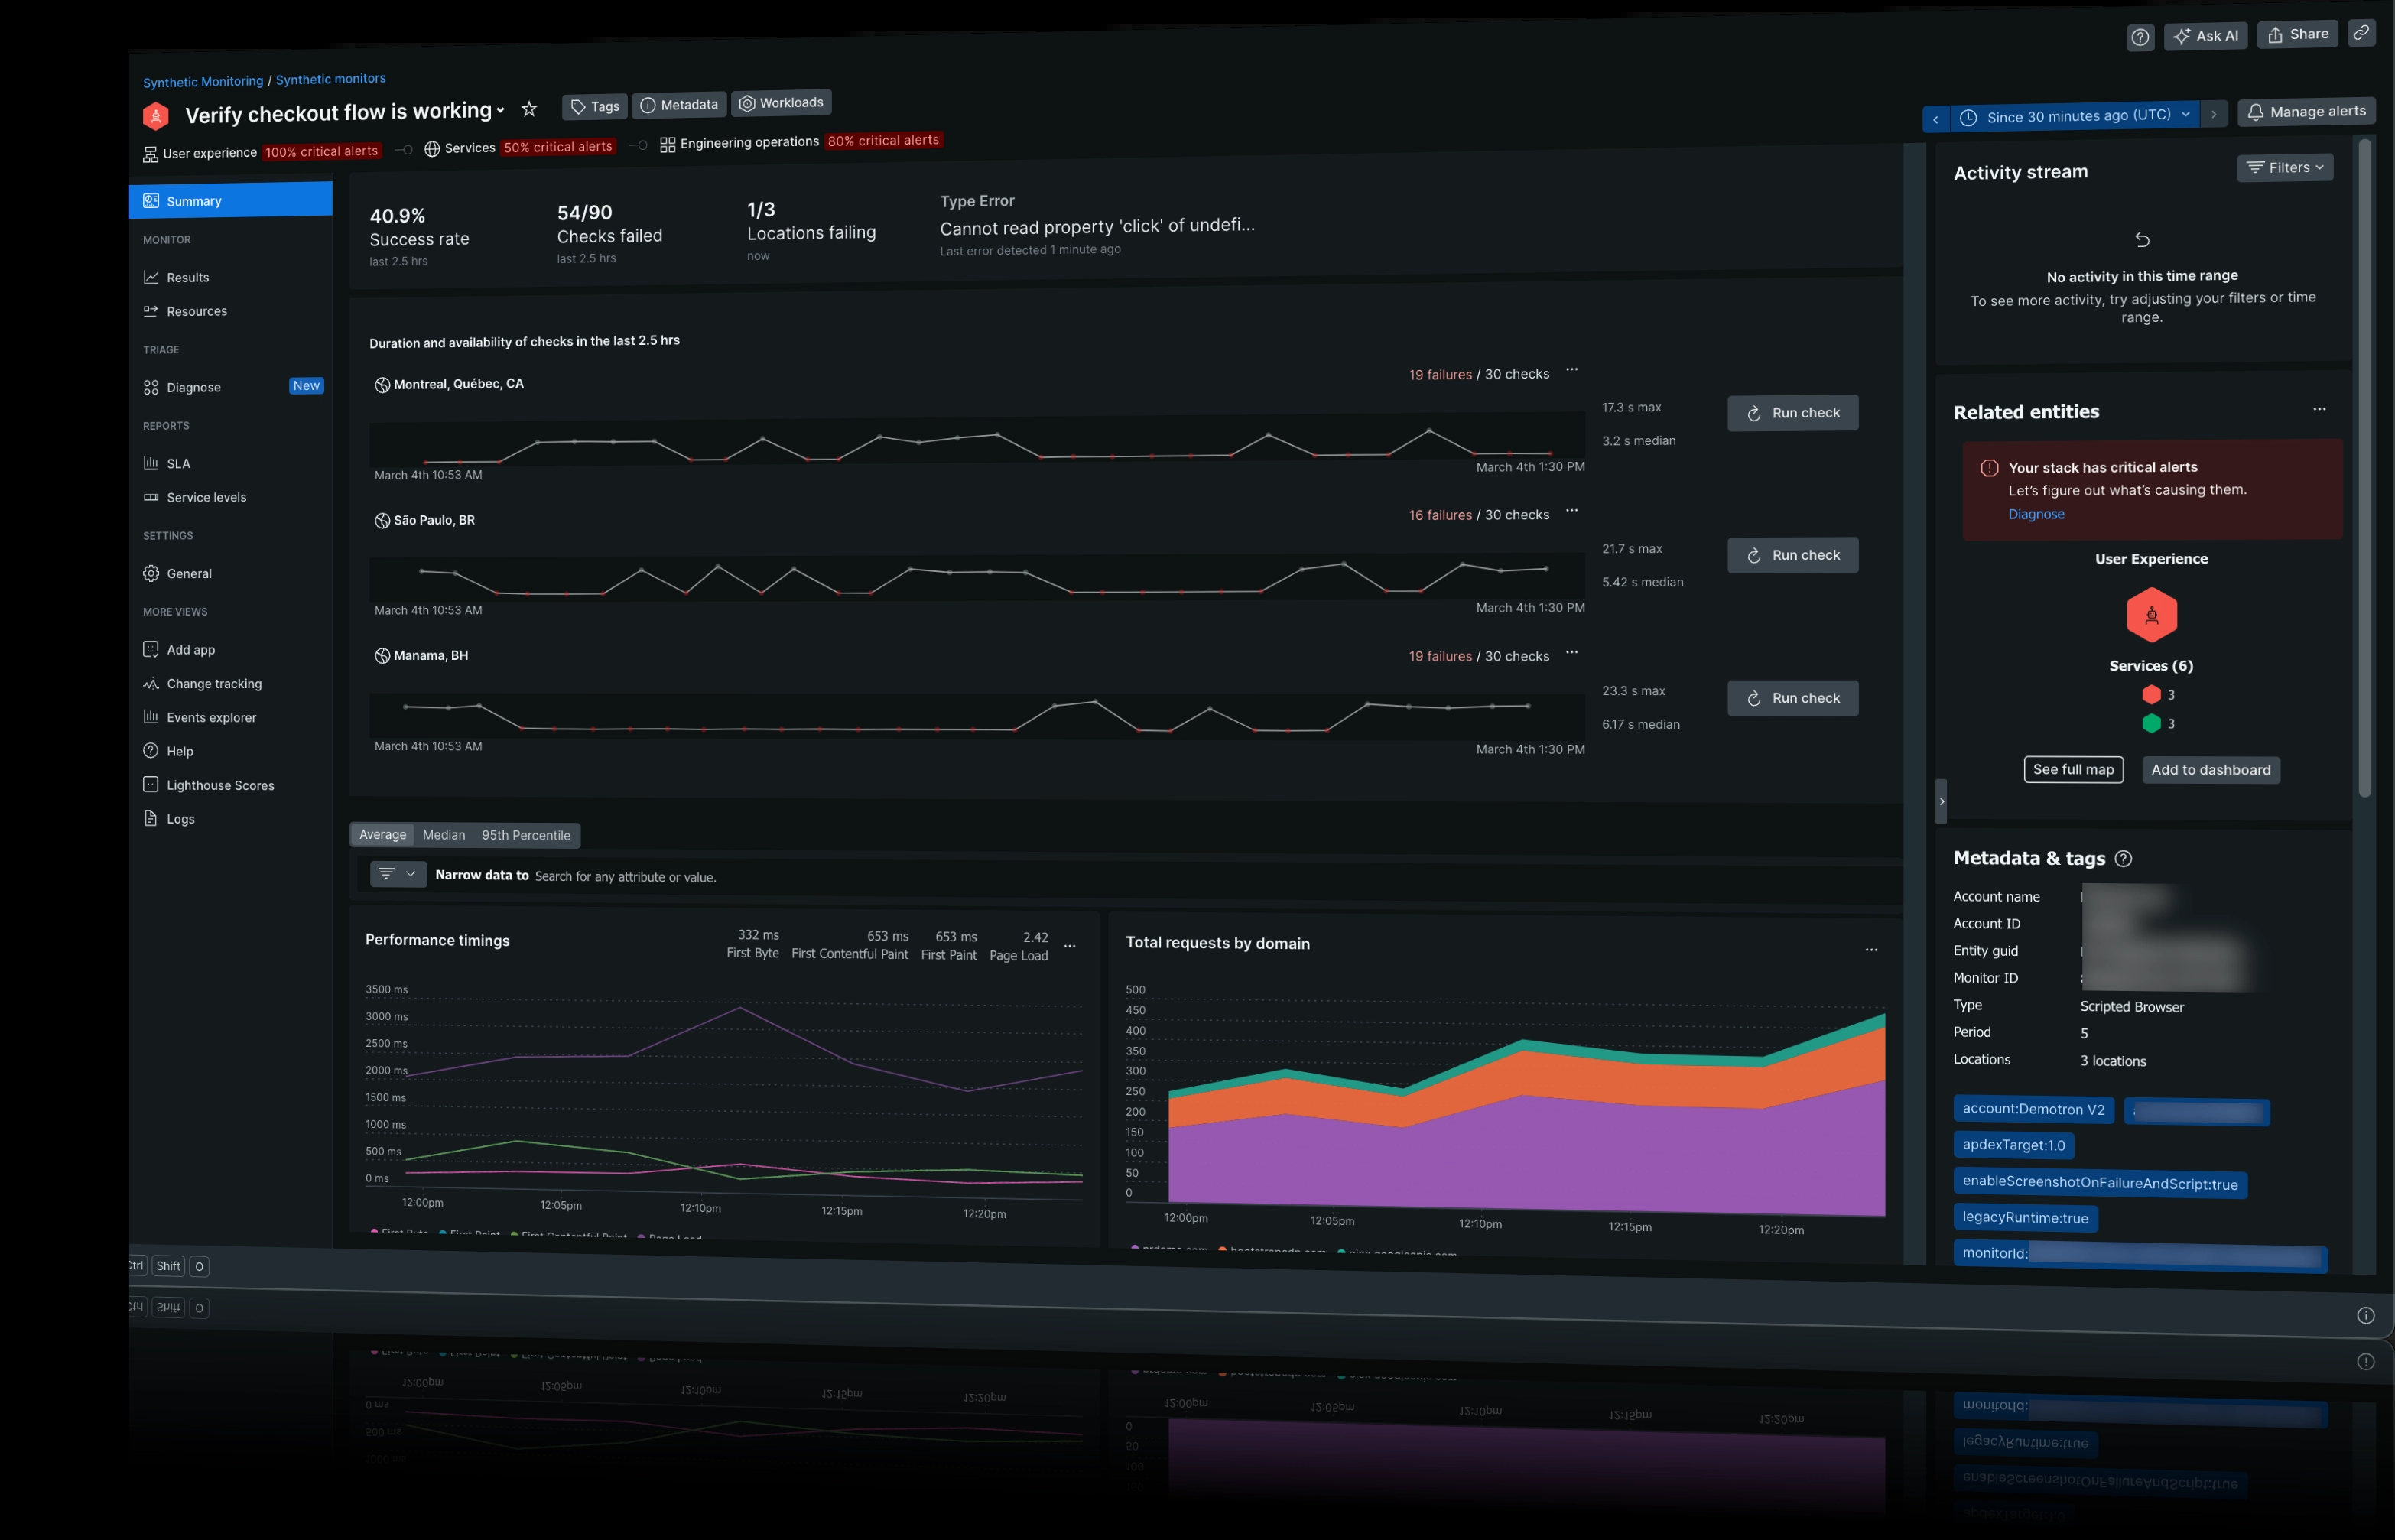 Ask AI
Share
Synthetic Monitoring / Synthetic monitors
Verify checkout flow is working
Tags
Metadata
Workloads
Since 30 minutes ago (UTC)
Manage alerts
User experience 100% critical alerts
Services 50% critical alerts
Engineering operations 80% critical alerts
Summary
MONITOR
Results
Resources
TRIAGE
Diagnose New
REPORTS
SLA
Service levels
SETTINGS
General
MORE VIEWS
Add app
Change tracking
Events explorer
Help
Lighthouse Scores
Logs
40.9%
Success rate
last 2.5 hrs
54/90
Checks failed
last 2.5 hrs
1/3
Locations failing
now
Type Error
Cannot read property 'click' of undefi...
Last error detected 1 minute ago
Duration and availability of checks in the last 2.5 hrs
Montreal, Québec, CA
19 failures / 30 checks
17.3 s max
3.2 s median
Run check
March 4th 10:53 AM
March 4th 1:30 PM
São Paulo, BR
16 failures / 30 checks
21.7 s max
5.42 s median
Run check
March 4th 10:53 AM
March 4th 1:30 PM
Manama, BH
19 failures / 30 checks
23.3 s max
6.17 s median
Run check
March 4th 10:53 AM
March 4th 1:30 PM
Average Median 95th Percentile
Narrow data to Search for any attribute or value.
Performance timings
332 ms
First Byte
653 ms
First Contentful Paint
653 ms
First Paint
2.42
Page Load
3500 ms
3000 ms
2500 ms
2000 ms
1500 ms
1000 ms
500 ms
0 ms
12:00pm 12:05pm 12:10pm 12:15pm 12:20pm
First Byte First Paint First Contentful Paint Page Load
Total requests by domain
500
450
400
350
300
250
200
150
100
50
0
12:00pm 12:05pm 12:10pm 12:15pm 12:20pm
Activity stream
Filters
No activity in this time range
To see more activity, try adjusting your filters or time
range.
Related entities
Your stack has critical alerts
Let's figure out what's causing them.
Diagnose
User Experience
Services (6)
3
3
See full map
Add to dashboard
Metadata & tags
Account name
Account ID
Entity guid
Monitor ID
Type Scripted Browser
Period 5
Locations 3 locations
account:Demotron V2
apdexTarget:1.0
enableScreenshotOnFailureAndScript:true
legacyRuntime:true
monitorId:
Shift O